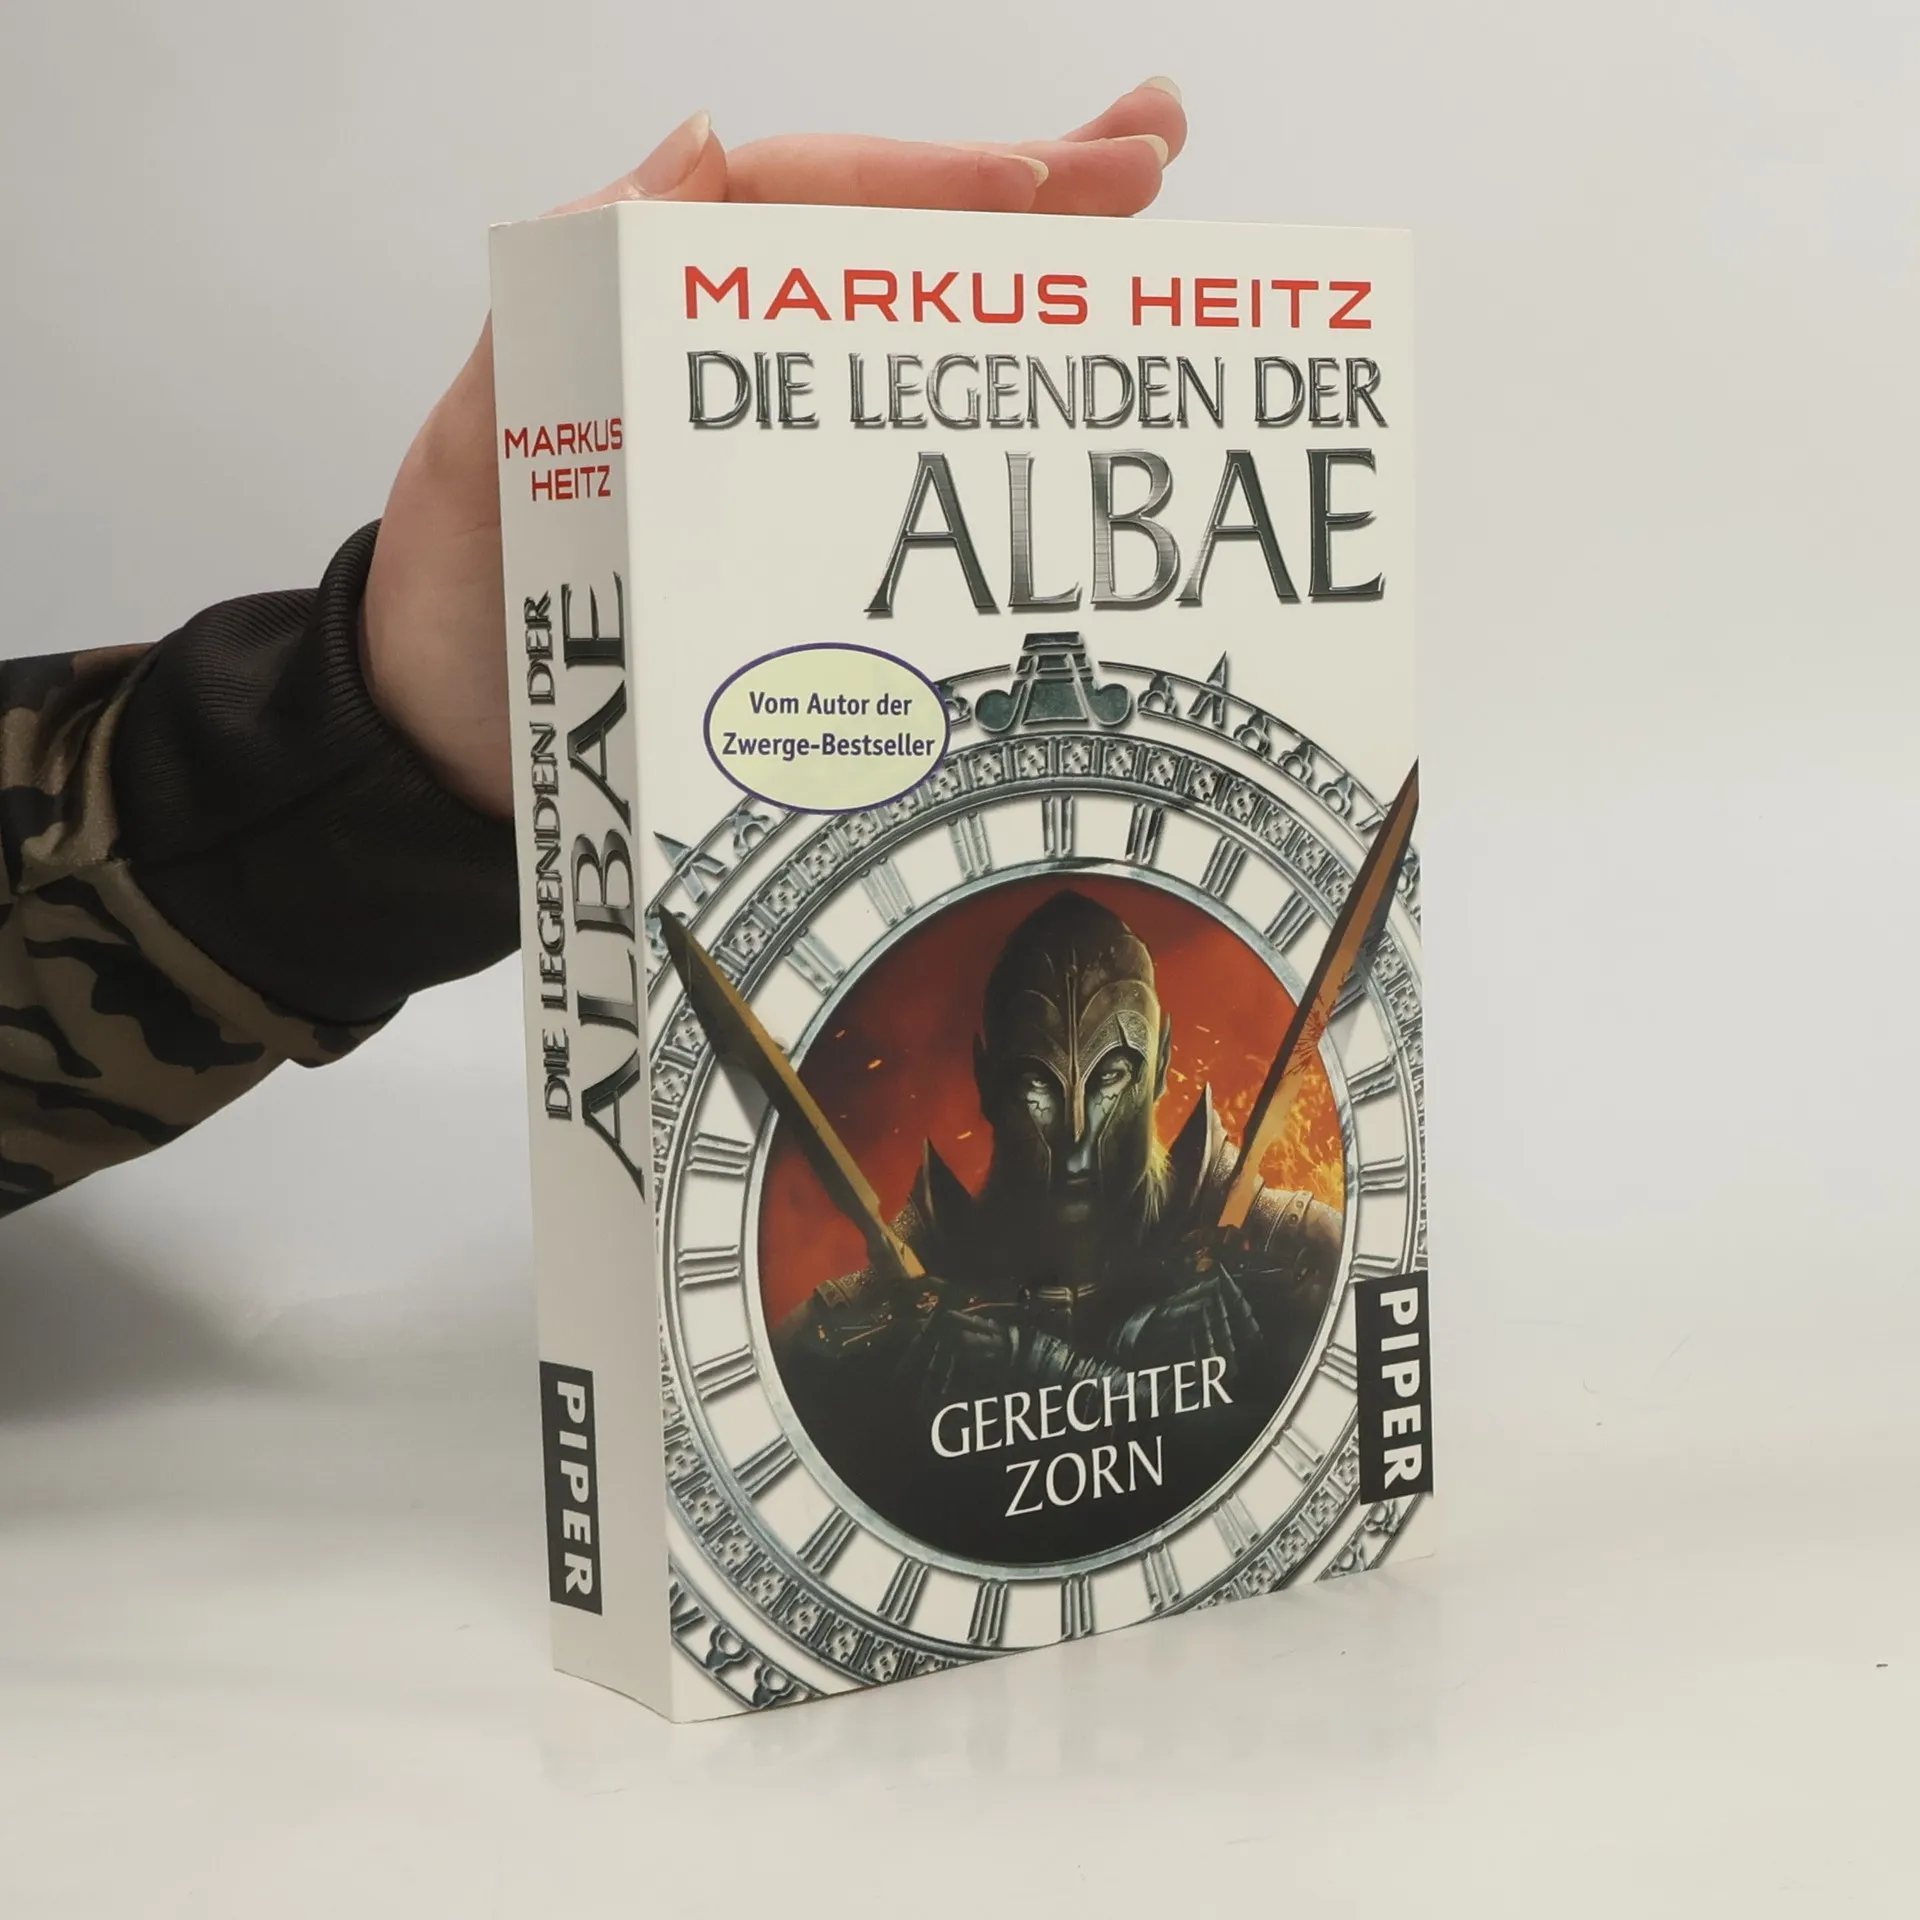 MARKUS HEITZ
DIE LEGENDEN DER
ALBAE
Vom Autor der
Zwerge-Bestseller
GERECHTER
ZORN
PIPER
MARKUS
HEITZ
DIE LEGENDEN DER
ALBAE
PIPER